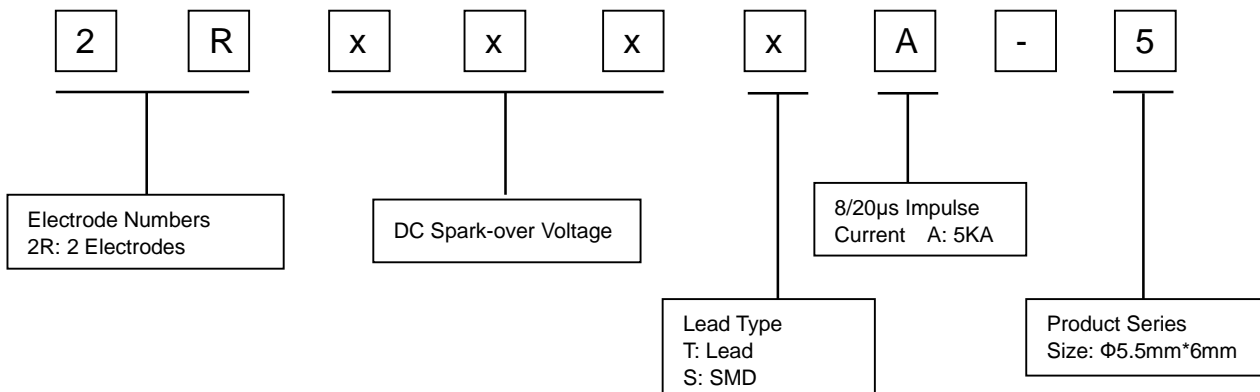 2 R x x x x A - 5
Electrode Numbers
2R: 2 Electrodes
DC Spark-over Voltage
8/20μs Impulse
Current A: 5KA
Lead Type
T: Lead
S: SMD
Product Series
Size: Φ5.5mm*6mm